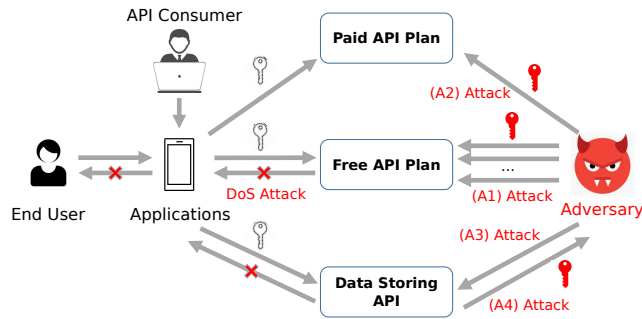 API Consumer
Paid API Plan
(A2) Attack
Free API Plan
...
DoS Attack
(A1) Attack
End User
Applications
Adversary
(A3) Attack
Data Storing
API
(A4) Attack